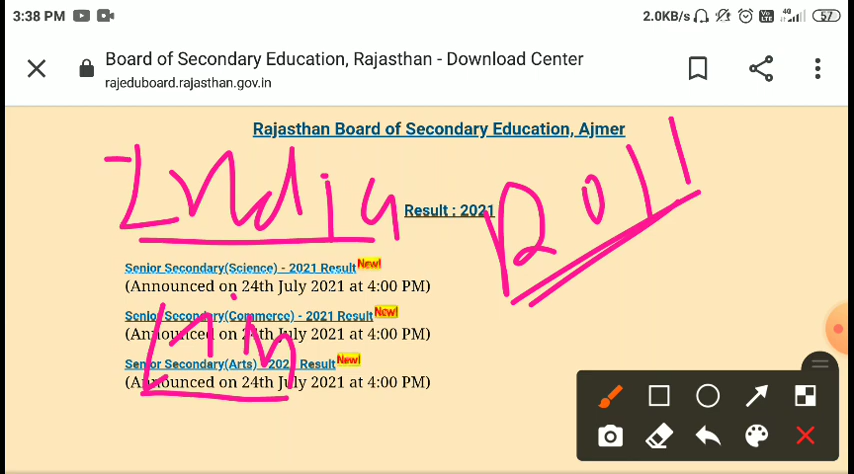 3:38 PM 2.0KB/s Vo LTE 4G 57
Board of Secondary Education, Rajasthan - Download Center
rajeduboard.rajasthan.gov.in
Rajasthan Board of Secondary Education, Ajmer
India Roll
Result : 2021
Senior Secondary(Science) - 2021 Result New!
(Announced on 24th July 2021 at 4:00 PM)
Senior Secondary(Commerce) - 2021 Result New!
(Announced on 24th July 2021 at 4:00 PM)
Senior Secondary(Arts) - 2021 Result New!
(Announced on 24th July 2021 at 4:00 PM)